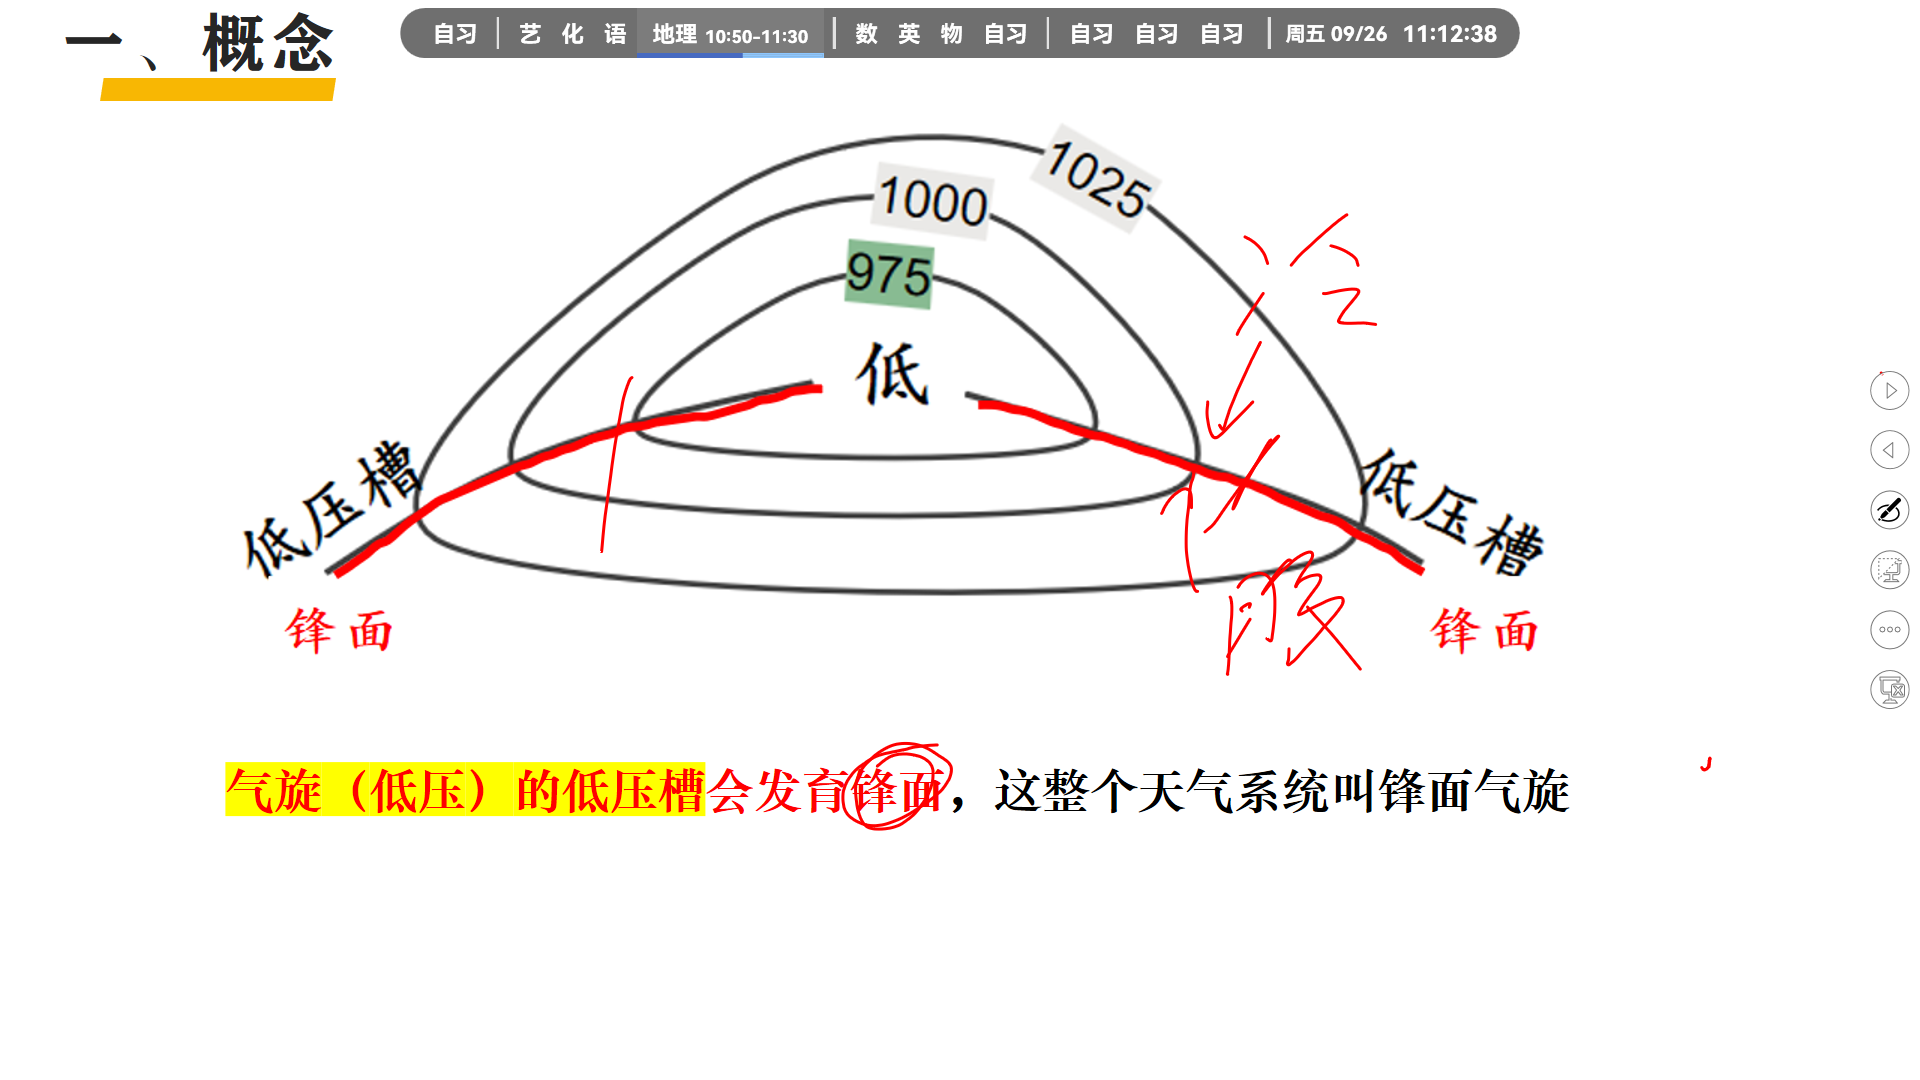 一、概念
自习 艺 化 语 地理 10:50-11:30 数 英 物 自习 自习 自习 自习 周五 09/26 11:12:38
1025
1000
975
冷
低
低压槽
低压槽
暖
锋面
锋面
气旋（低压）的低压槽会发育锋面，这整个天气系统叫锋面气旋